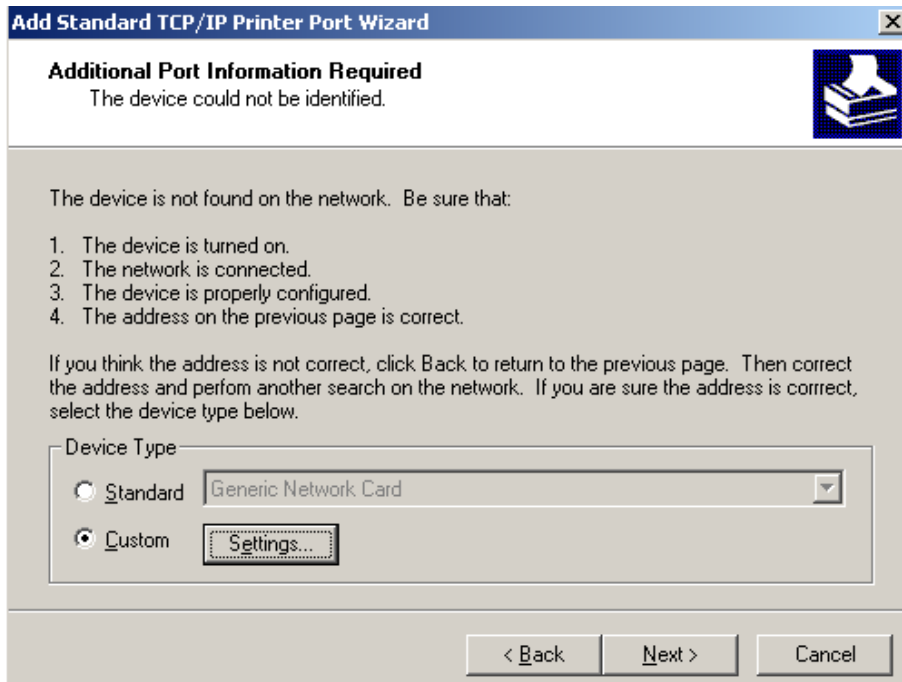 Add Standard TCP/IP Printer Port Wizard
Additional Port Information Required
The device could not be identified.
The device is not found on the network. Be sure that:
1. The device is turned on.
2. The network is connected.
3. The device is properly configured.
4. The address on the previous page is correct.
If you think the address is not correct, click Back to return to the previous page. Then correct
the address and perfom another search on the network. If you are sure the address is corrrect,
select the device type below.
Device Type
Standard Generic Network Card
Custom Settings...
< Back Next > Cancel